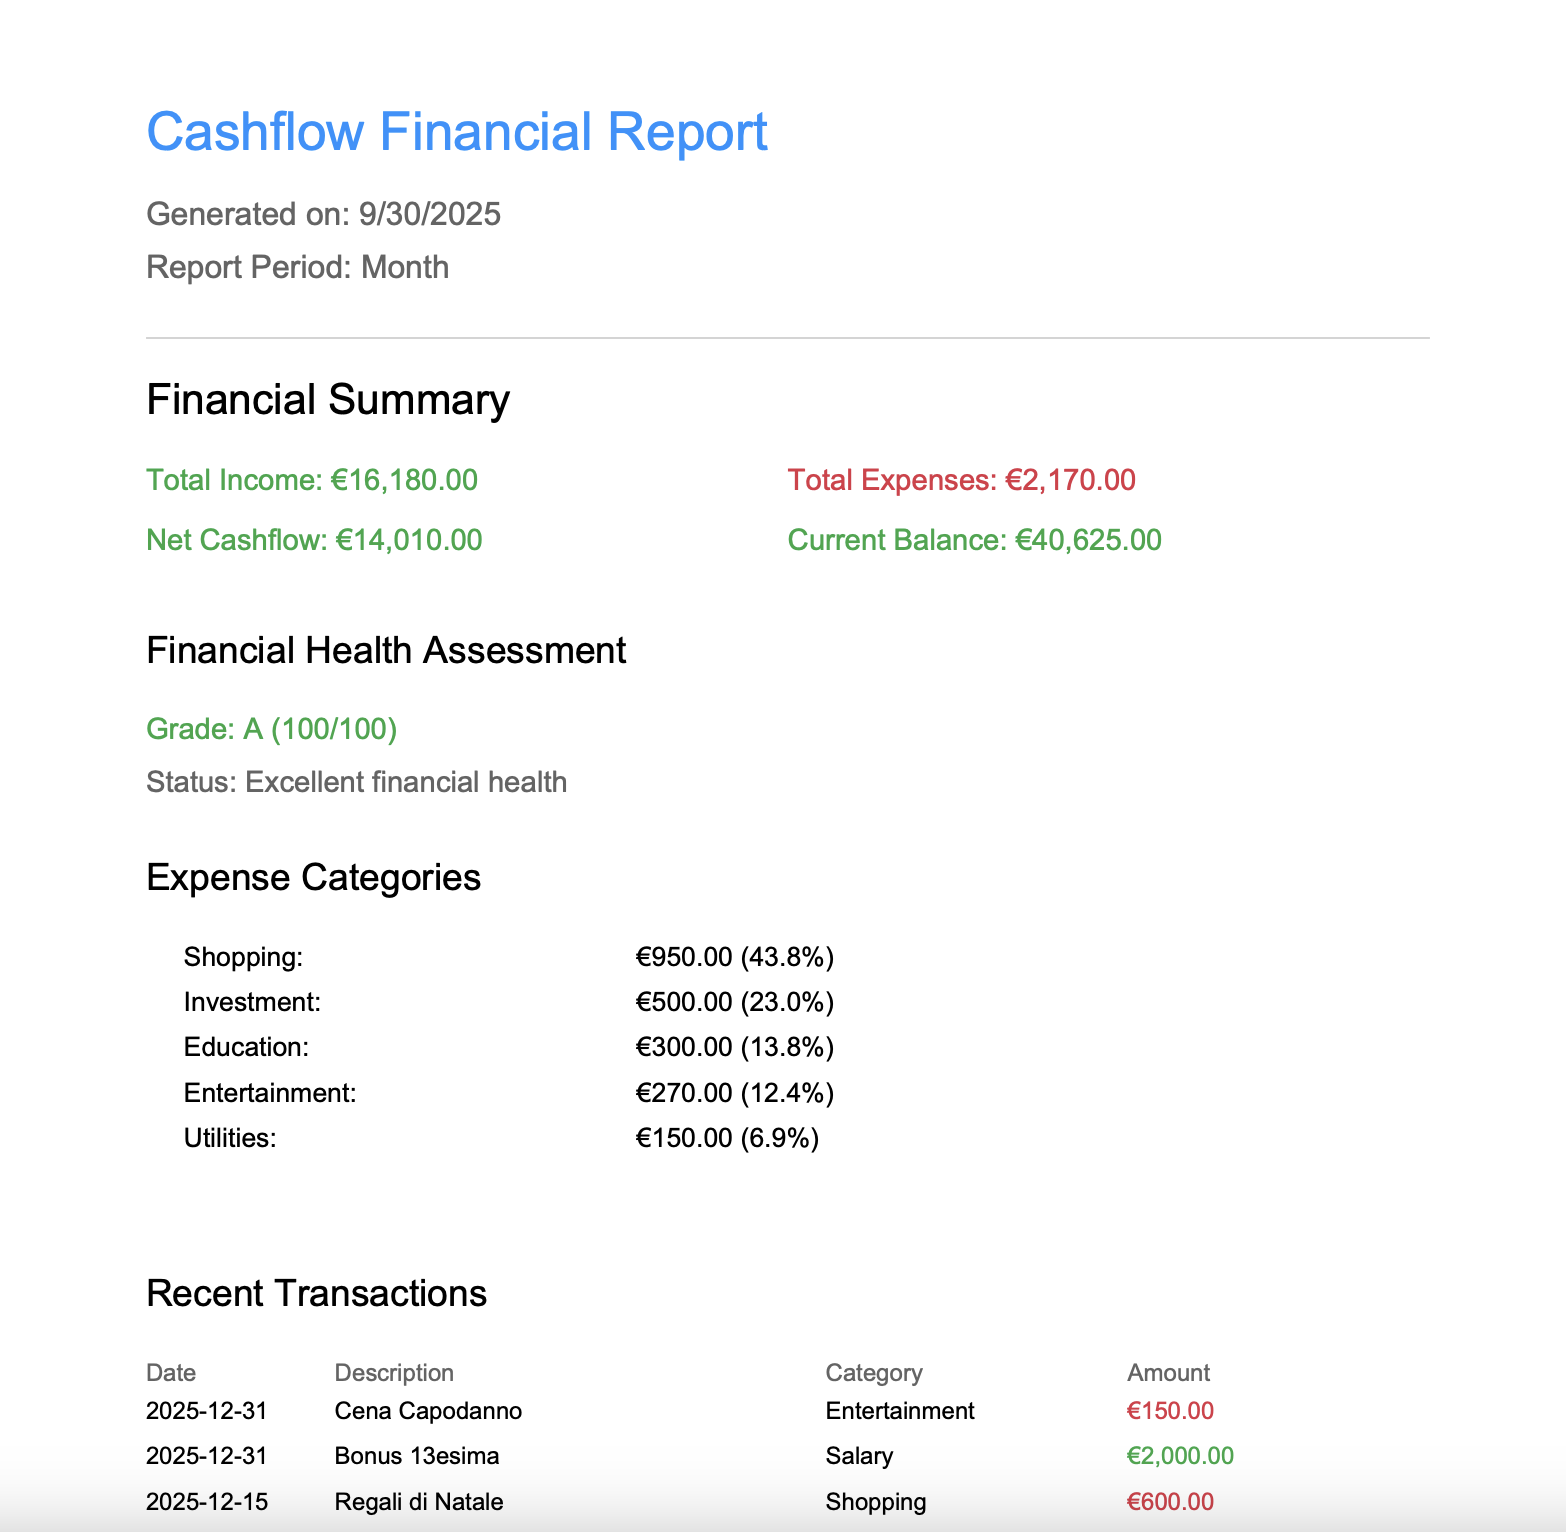 Cashflow Financial Report
Generated on: 9/30/2025
Report Period: Month
Financial Summary
Total Income: €16,180.00 Total Expenses: €2,170.00
Net Cashflow: €14,010.00 Current Balance: €40,625.00
Financial Health Assessment
Grade: A (100/100)
Status: Excellent financial health
Expense Categories
Shopping: €950.00 (43.8%)
Investment: €500.00 (23.0%)
Education: €300.00 (13.8%)
Entertainment: €270.00 (12.4%)
Utilities: €150.00 (6.9%)
Recent Transactions
Date Description Category Amount
2025-12-31 Cena Capodanno Entertainment €150.00
2025-12-31 Bonus 13esima Salary €2,000.00
2025-12-15 Regali di Natale Shopping €600.00